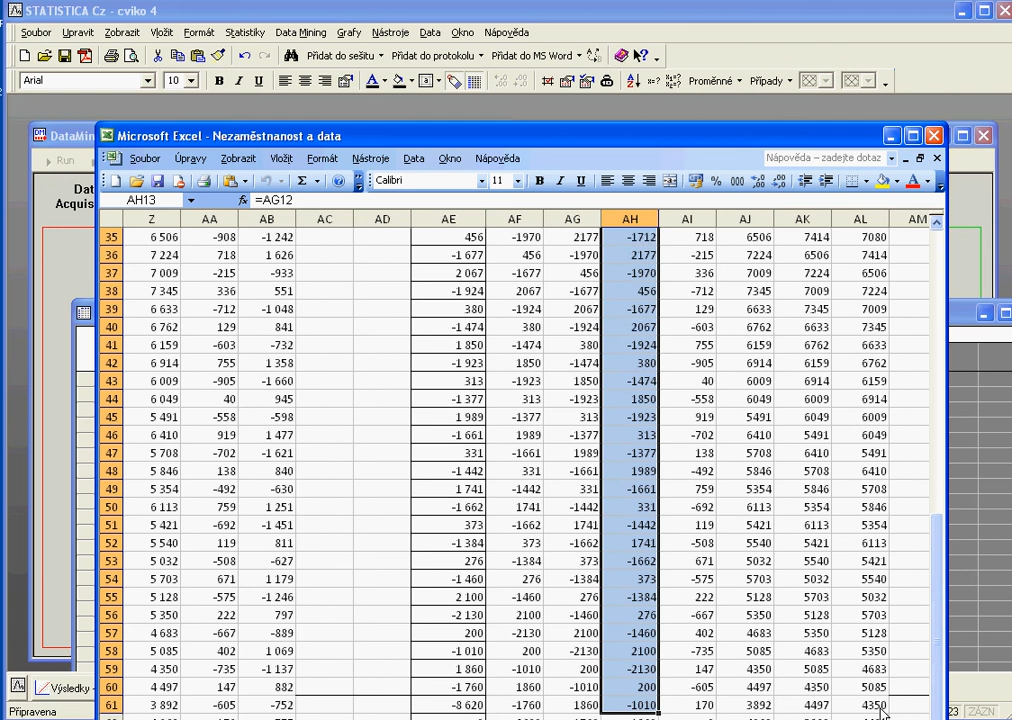 STATISTICA Cz - cviko 4
Soubor Upravit Zobrazit Vložit Formát Statistiky Data Mining Grafy Nástroje Data Okno Nápověda
Přidat do sešitu Přidat do protokolu Přidat do MS Word
Arial 10 B I U Proměnné Případy
DataMin
Microsoft Excel - Nezaměstnanost a data
Run
Soubor Úpravy Zobrazit Vložit Formát Nástroje Data Okno Nápověda Nápověda – zadejte dotaz
Calibri 11 B I U % 000
Dat
Acquis
AH13 fx =AG12
Z AA AB AC AD AE AF AG AH AI AJ AK AL AM
35 6 506 -908 -1 242 456 -1970 2177 -1712 718 6506 7414 7080
36 7 224 718 1 626 -1 677 456 -1970 2177 -215 7224 6506 7414
37 7 009 -215 -933 2 067 -1677 456 -1970 336 7009 7224 6506
38 7 345 336 551 -1 924 2067 -1677 456 -712 7345 7009 7224
39 6 633 -712 -1 048 380 -1924 2067 -1677 129 6633 7345 7009
40 6 762 129 841 -1 474 380 -1924 2067 -603 6762 6633 7345
41 6 159 -603 -732 1 850 -1474 380 -1924 755 6159 6762 6633
42 6 914 755 1 358 -1 923 1850 -1474 380 -905 6914 6159 6762
43 6 009 -905 -1 660 313 -1923 1850 -1474 40 6009 6914 6159
44 6 049 40 945 -1 377 313 -1923 1850 -558 6049 6009 6914
45 5 491 -558 -598 1 989 -1377 313 -1923 919 5491 6049 6009
46 6 410 919 1 477 -1 661 1989 -1377 313 -702 6410 5491 6049
47 5 708 -702 -1 621 331 -1661 1989 -1377 138 5708 6410 5491
48 5 846 138 840 -1 442 331 -1661 1989 -492 5846 5708 6410
49 5 354 -492 -630 1 741 -1442 331 -1661 759 5354 5846 5708
50 6 113 759 1 251 -1 662 1741 -1442 331 -692 6113 5354 5846
51 5 421 -692 -1 451 373 -1662 1741 -1442 119 5421 6113 5354
52 5 540 119 811 -1 384 373 -1662 1741 -508 5540 5421 6113
53 5 032 -508 -627 276 -1384 373 -1662 671 5032 5540 5421
54 5 703 671 1 179 -1 460 276 -1384 373 -575 5703 5032 5540
55 5 128 -575 -1 246 2 100 -1460 276 -1384 222 5128 5703 5032
56 5 350 222 797 -2 130 2100 -1460 276 -667 5350 5128 5703
57 4 683 -667 -889 200 -2130 2100 -1460 402 4683 5350 5128
58 5 085 402 1 069 -1 010 200 -2130 2100 -735 5085 4683 5350
59 4 350 -735 -1 137 1 860 -1010 200 -2130 147 4350 5085 4683
60 4 497 147 882 -1 760 1860 -1010 200 -605 4497 4350 5085
61 3 892 -605 -752 -8 620 -1760 1860 -1010 170 3892 4497 4350
Výsledky -
Připravena 23 ZÁZN